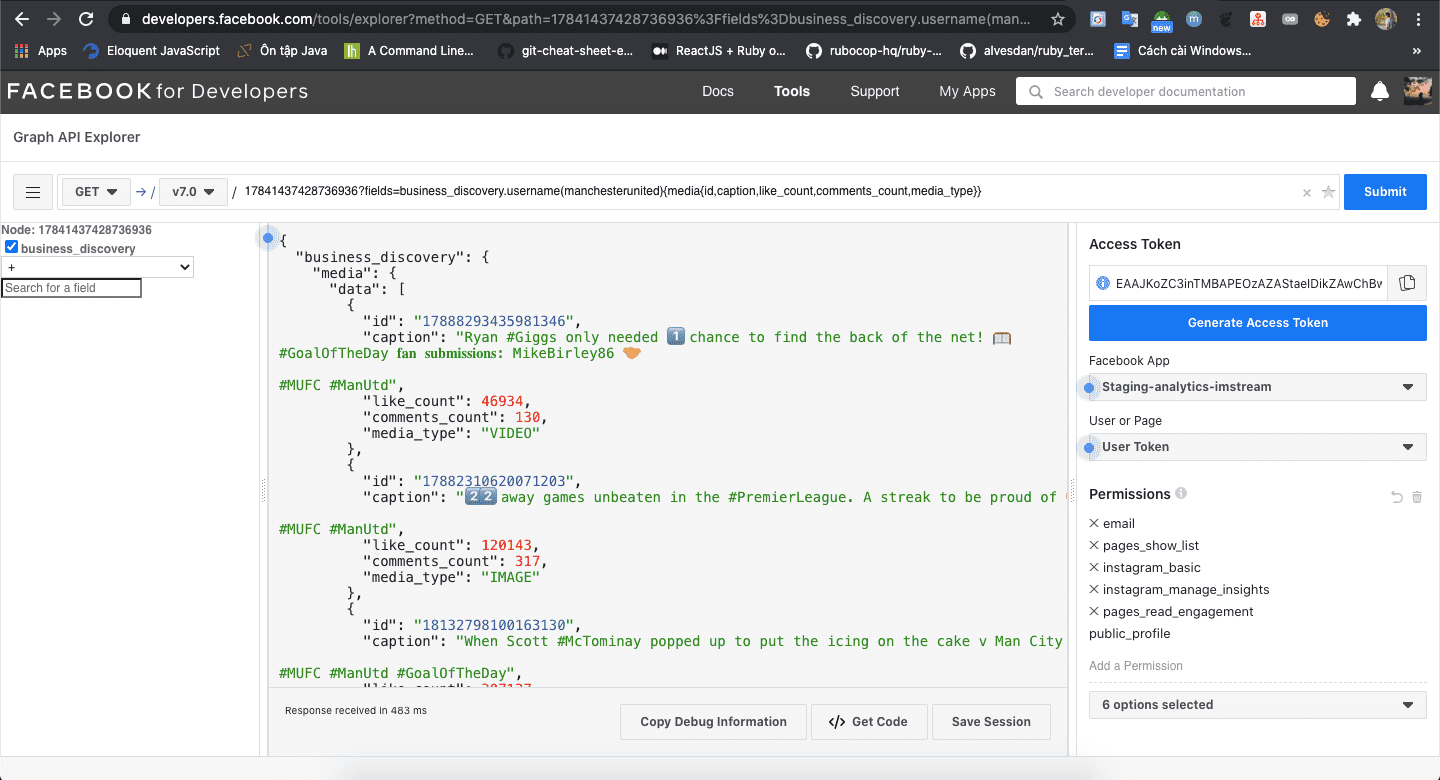 developers.facebook.com/tools/explorer?method=GET&path=17841437428736936%3Ffields%3Dbusiness_discovery.username(man...
new
Apps
Eloquent JavaScript
Ôn tập Java
A Command Line...
git-cheat-sheet-e...
ReactJS + Ruby o...
rubocop-hq/ruby-...
alvesdan/ruby_ter...
Cách cài Windows...
»
FACEBOOK for Developers
Docs
Tools
Support
My Apps
Search developer documentation
Graph API Explorer
GET
/
v7.0
/
17841437428736936?fields=business_discovery.username(manchesterunited){media{id,caption,like_count,comments_count,media_type}}
Submit
Node: 17841437428736936
business_discovery
+
Search for a field
{
"business_discovery": {
"media": {
"data": [
{
"id": "17888293435981346",
"caption": "Ryan #Giggs only needed 1️⃣ chance to find the back of the net! 📖
#GoalOfTheDay fan submissions: MikeBirley86 🤝
#MUFC #ManUtd",
"like_count": 46934,
"comments_count": 130,
"media_type": "VIDEO"
},
{
"id": "17882310620071203",
"caption": "2️⃣2️⃣ away games unbeaten in the #PremierLeague. A streak to be proud of
#MUFC #ManUtd",
"like_count": 120143,
"comments_count": 317,
"media_type": "IMAGE"
},
{
"id": "18132798100163130",
"caption": "When Scott #McTominay popped up to put the icing on the cake v Man City
#MUFC #ManUtd #GoalOfTheDay",
Response received in 483 ms
Copy Debug Information
</> Get Code
Save Session
Access Token
EAAJKoZC3inTMBAPEOzAZAStaeIDikZAwChBw
Generate Access Token
Facebook App
Staging-analytics-imstream
User or Page
User Token
Permissions
email
pages_show_list
instagram_basic
instagram_manage_insights
pages_read_engagement
public_profile
Add a Permission
6 options selected